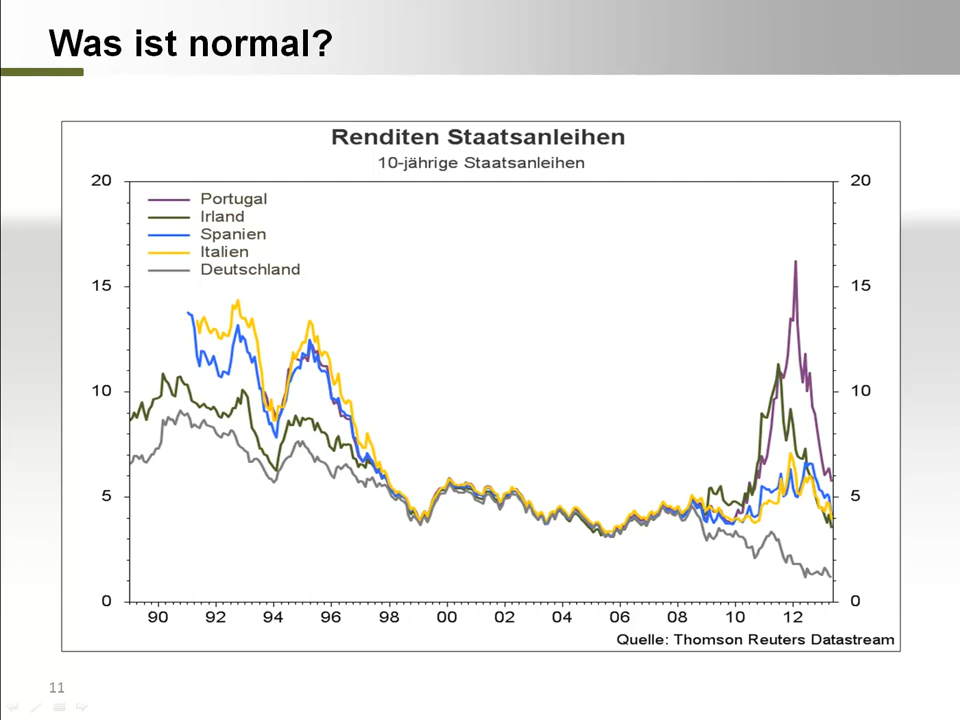 Was ist normal?
Renditen Staatsanleihen
10-jährige Staatsanleihen
20 20
Portugal
Irland
Spanien
Italien
Deutschland
15 15
10 10
5 5
0 0
90 92 94 96 98 00 02 04 06 08 10 12
Quelle: Thomson Reuters Datastream
11